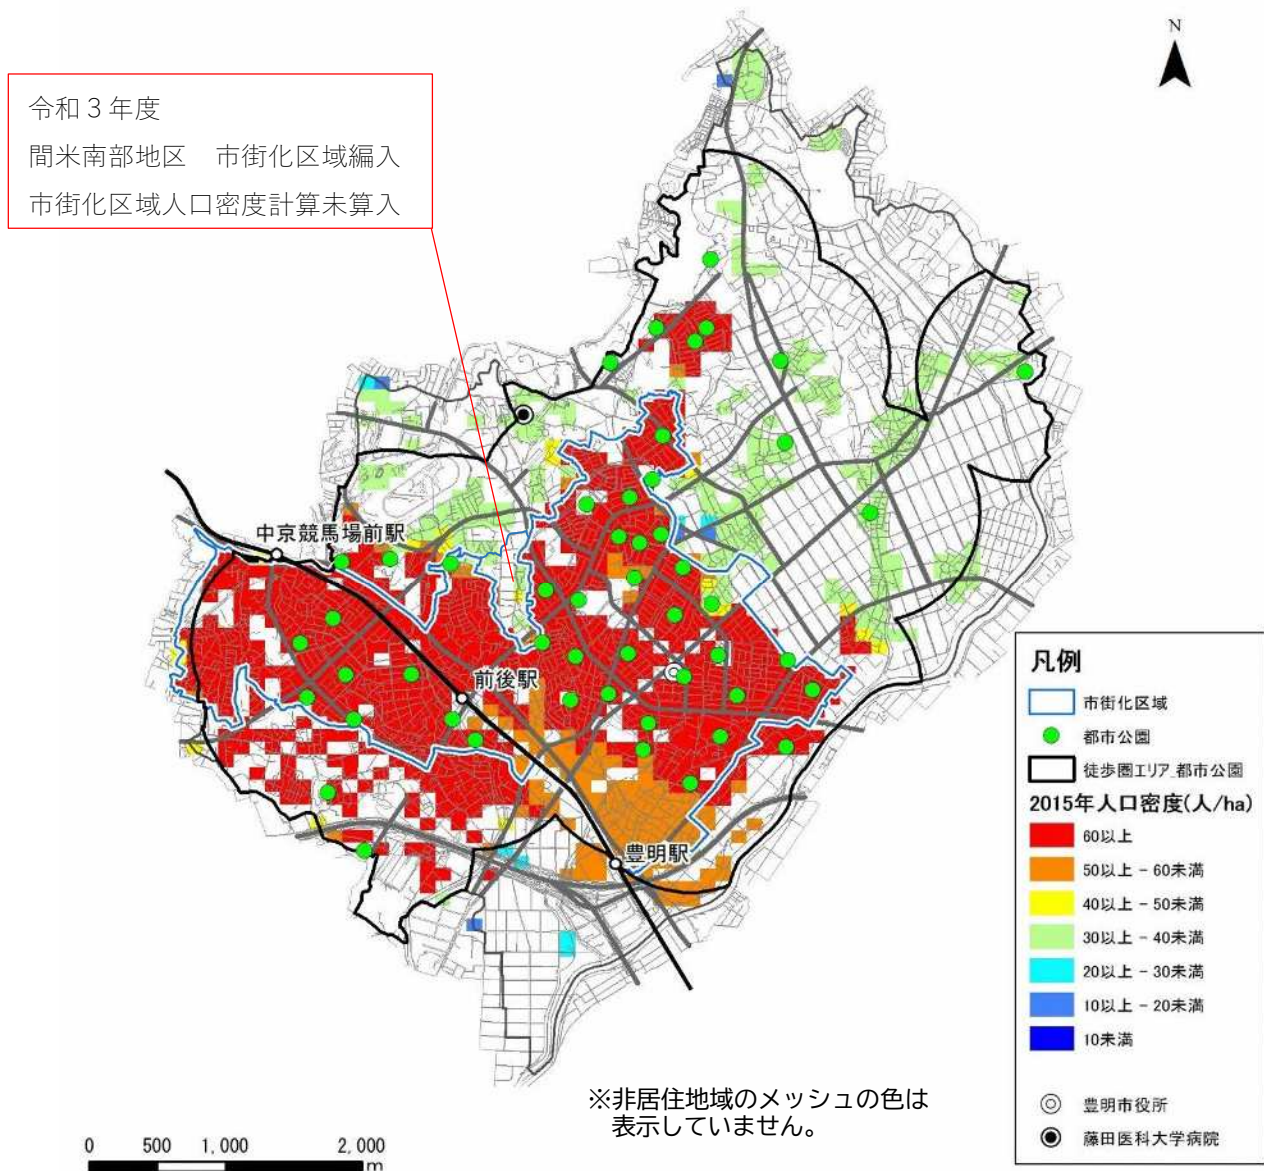 N
令和３年度
間米南部地区　市街化区域編入
市街化区域人口密度計算未算入
中京競馬場前駅
前後駅
豊明駅
凡例
市街化区域
都市公園
徒歩圏エリア_都市公園
2015年人口密度(人/ha)
60以上
50以上 - 60未満
40以上 - 50未満
30以上 - 40未満
20以上 - 30未満
10以上 - 20未満
10未満
豊明市役所
藤田医科大学病院
※非居住地域のメッシュの色は
表示していません。
0 500 1,000 2,000
m